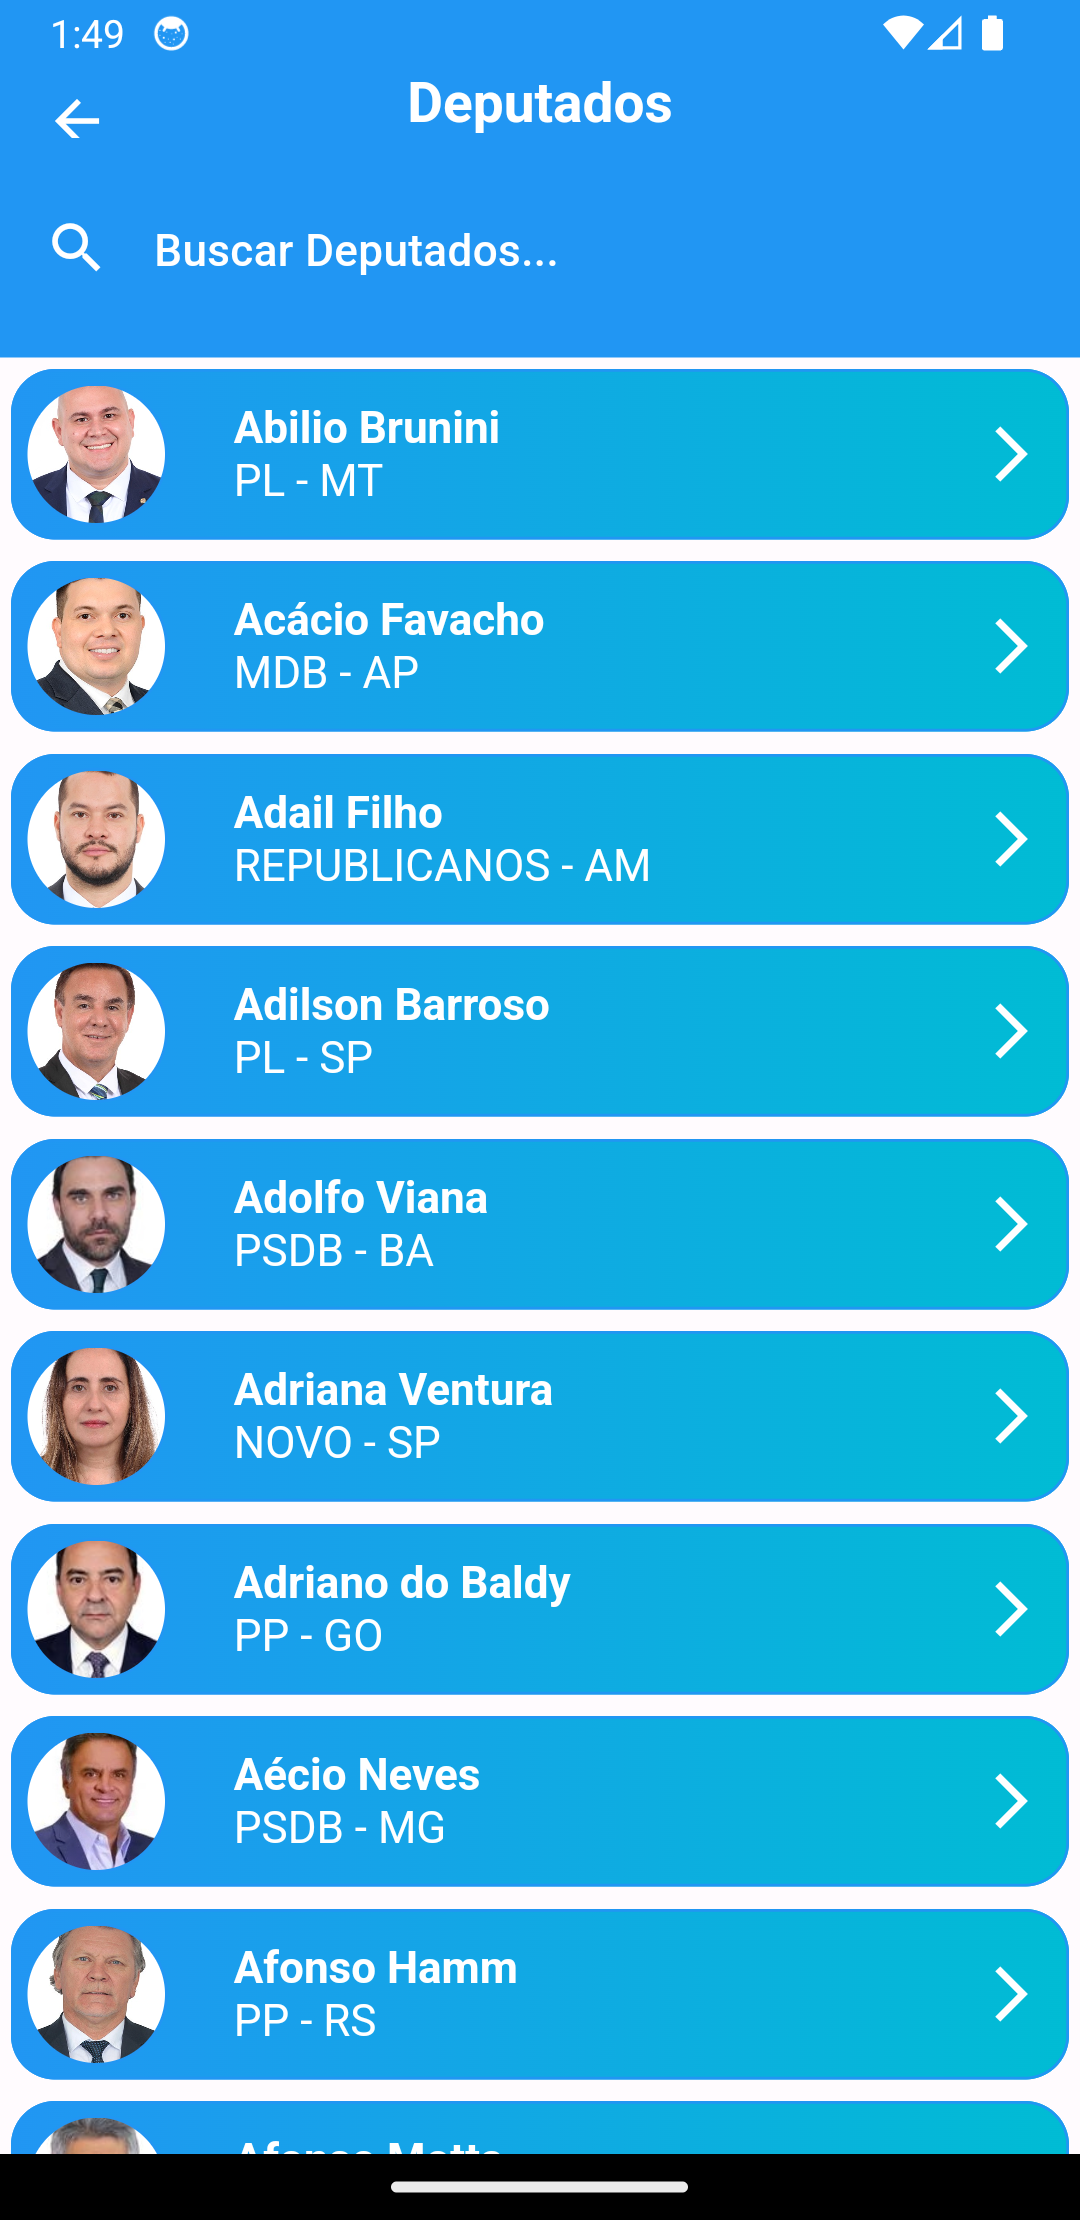 1:49
Deputados
Buscar Deputados...
Abilio Brunini
PL - MT
Acácio Favacho
MDB - AP
Adail Filho
REPUBLICANOS - AM
Adilson Barroso
PL - SP
Adolfo Viana
PSDB - BA
Adriana Ventura
NOVO - SP
Adriano do Baldy
PP - GO
Aécio Neves
PSDB - MG
Afonso Hamm
PP - RS
Afonso Motta